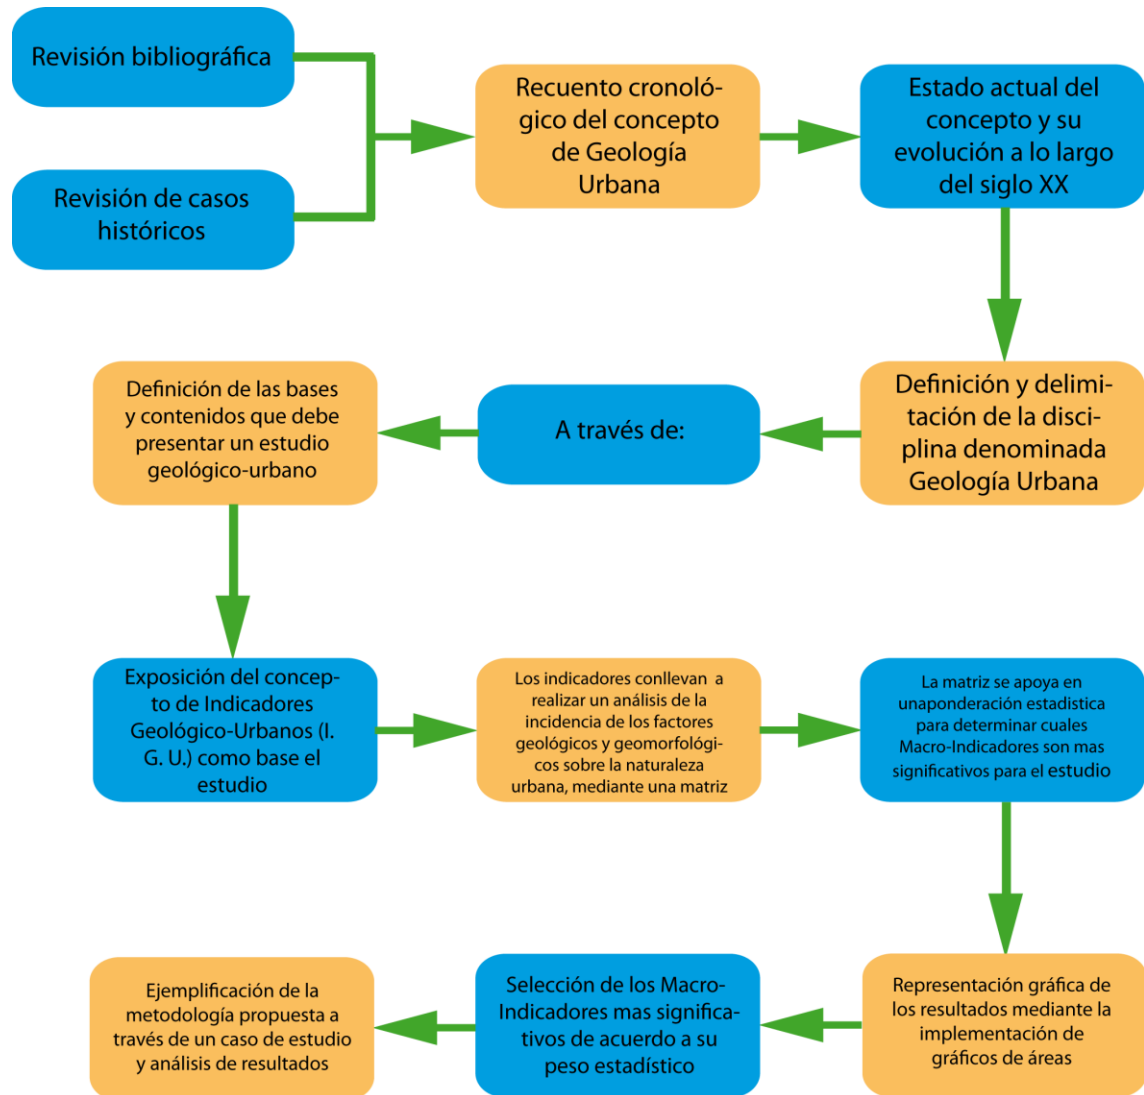 Revisión bibliográfica
Revisión de casos
históricos
Recuento cronoló-
gico del concepto
de Geología
Urbana
Estado actual del
concepto y su
evolución a lo largo
del siglo XX
Definición y delimi-
tación de la disci-
plina denominada
Geología Urbana
A través de:
Definición de las bases
y contenidos que debe
presentar un estudio
geológico-urbano
Exposición del concep-
to de Indicadores
Geológico-Urbanos (I.
G. U.) como base el
estudio
Los indicadores conllevan a
realizar un análisis de la
incidencia de los factores
geológicos y geomorfológi-
cos sobre la naturaleza
urbana, mediante una matriz
La matriz se apoya en
unaponderación estadistica
para determinar cuales
Macro-Indicadores son mas
significativos para el estudio
Representación gráfica de
los resultados mediante la
implementación de
gráficos de áreas
Selección de los Macro-
Indicadores mas significa-
tivos de acuerdo a su
peso estadístico
Ejemplificación de la
metodología propuesta a
través de un caso de estudio
y análisis de resultados